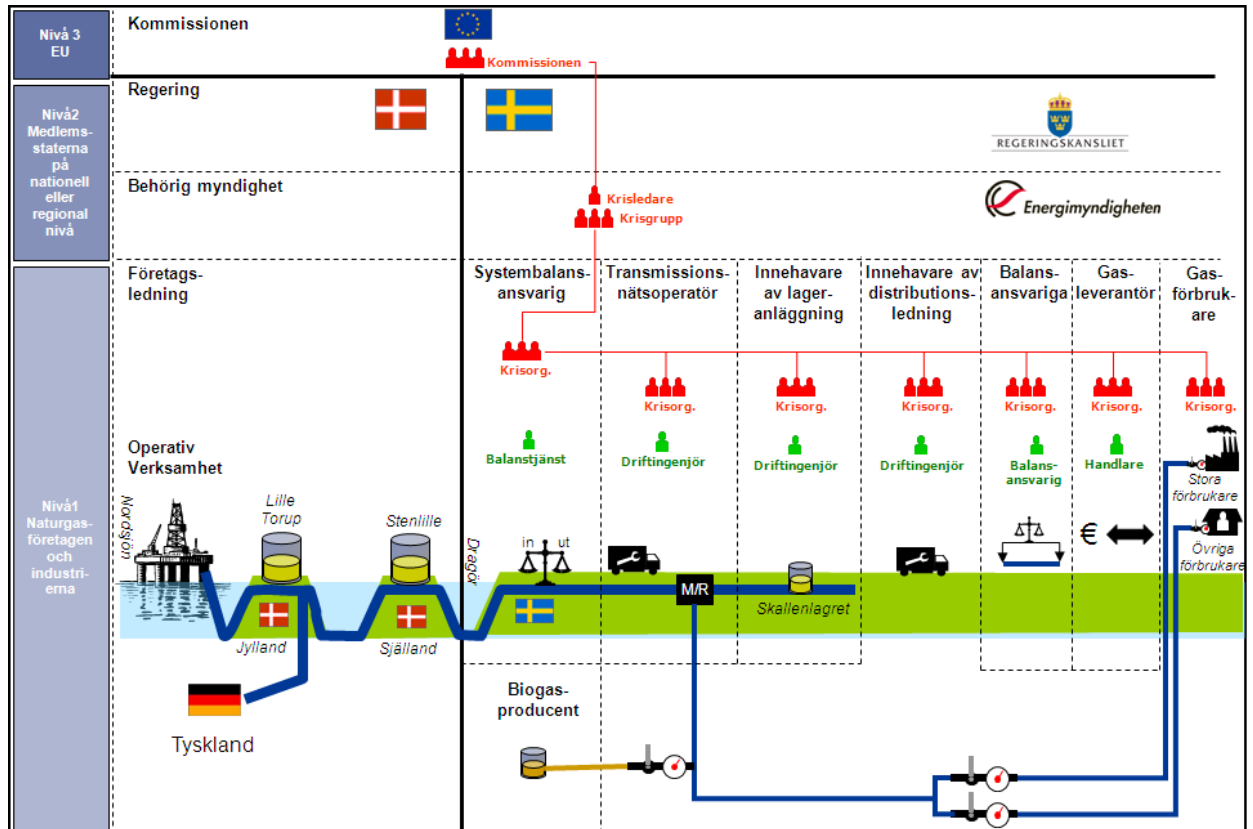 Nivå 3
EU
Kommissionen
Kommissionen
Nivå2
Medlems-
staterna
på
nationell
eller
regional
nivå
Regering
REGERINGSKANSLIET
Behörig myndighet
Krisledare
Krisgrupp
Energimyndigheten
Nivå1
Naturgas-
företagen
och
industri-
erna
Företags-
ledning
Systembalans-
ansvarig
Transmissions-
nätsoperatör
Innehavare
av lager-
anläggning
Innehavare av
distributions-
ledning
Balans-
ansvariga
Gas-
leverantör
Gas-
förbruk-
are
Krisorg.
Krisorg.
Krisorg.
Krisorg.
Krisorg.
Krisorg.
Krisorg.
Operativ
Verksamhet
Balanstjänst
Driftingenjör
Driftingenjör
Driftingenjör
Balans-
ansvarig
Handlare
Stora
förbrukare
Nordsjön
Lille
Torup
Stenlille
Dragör
in ut
€
Övriga
förbrukare
M/R
Skallenlagret
Jylland
Själland
Tyskland
Biogas-
producent